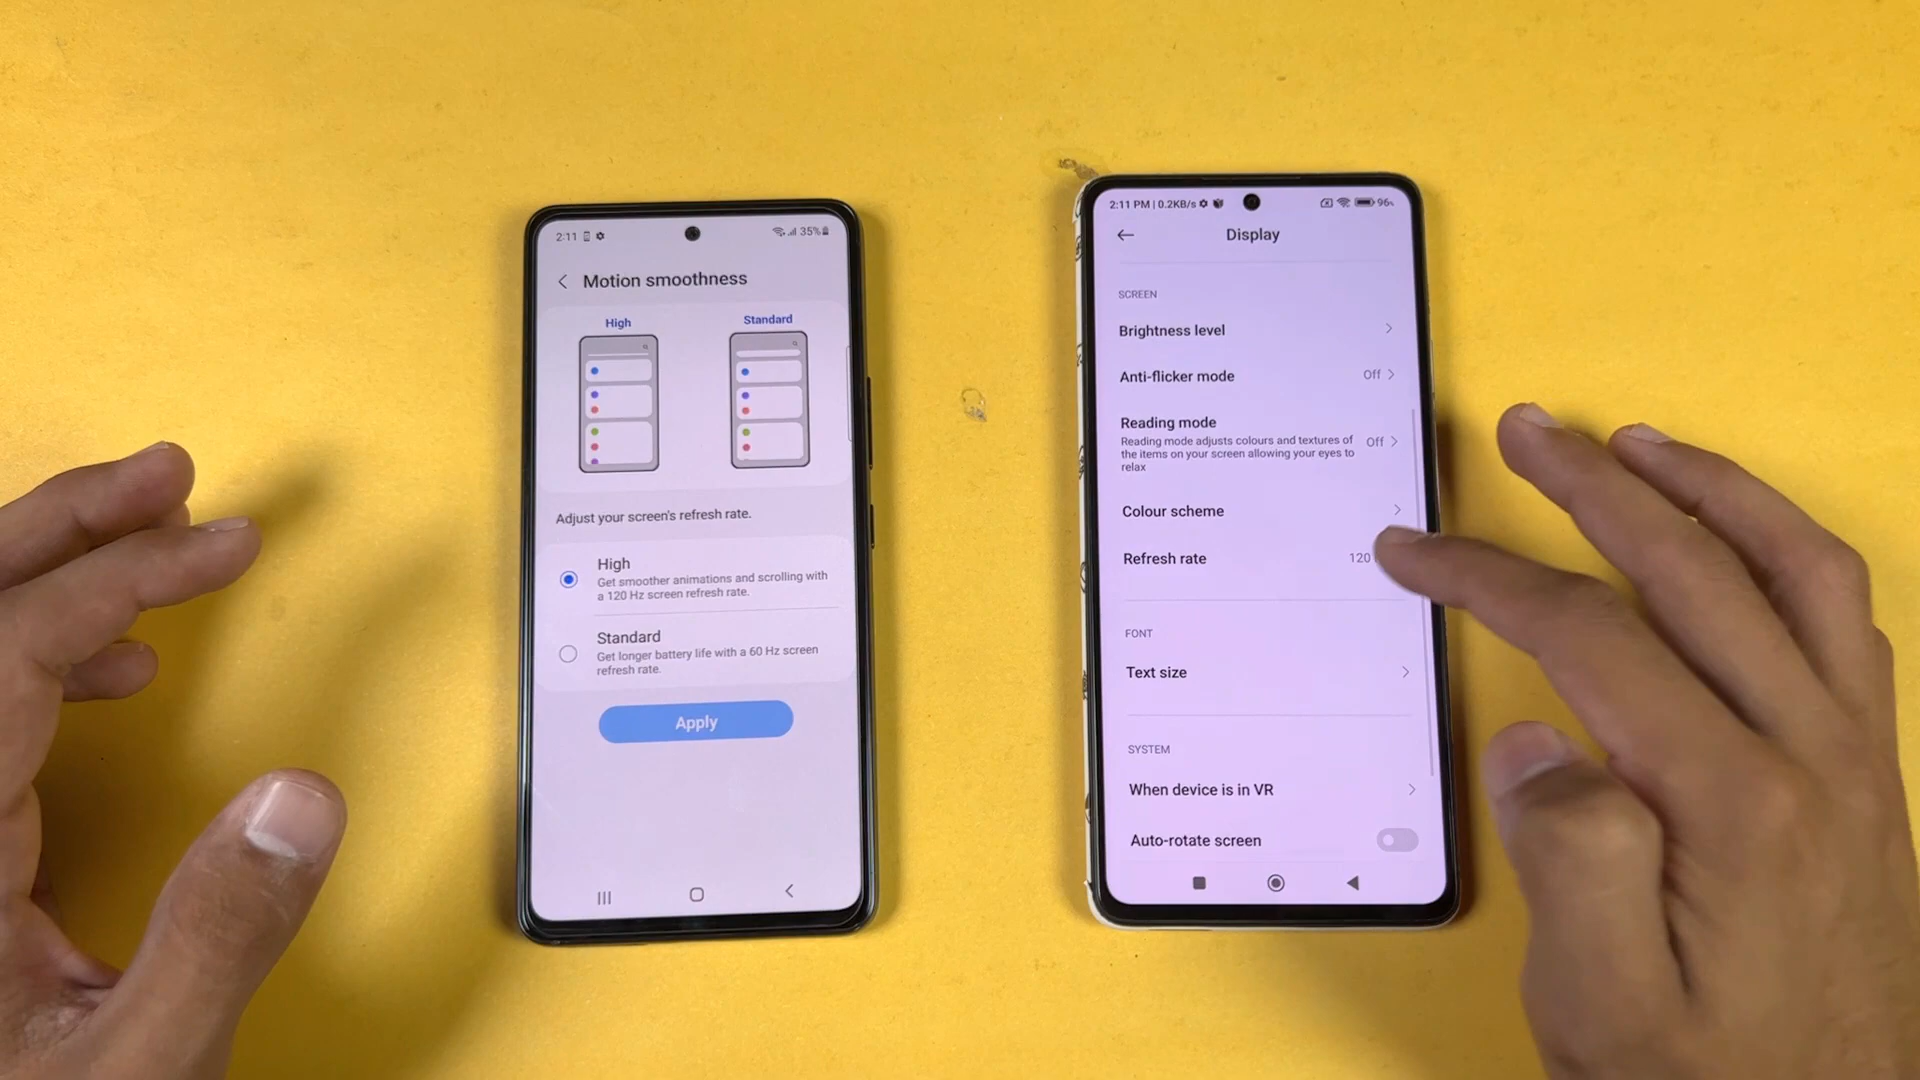 2:11
35%
Motion smoothness
High
Standard
Adjust your screen's refresh rate.
High
Get smoother animations and scrolling with
a 120 Hz screen refresh rate.
Standard
Get longer battery life with a 60 Hz screen
refresh rate.
Apply
2:11 PM | 0.2KB/s
96%
Display
SCREEN
Brightness level
Anti-flicker mode
Off
Reading mode
Reading mode adjusts colours and textures of
the items on your screen allowing your eyes to
relax
Off
Colour scheme
Refresh rate
120
FONT
Text size
SYSTEM
When device is in VR
Auto-rotate screen